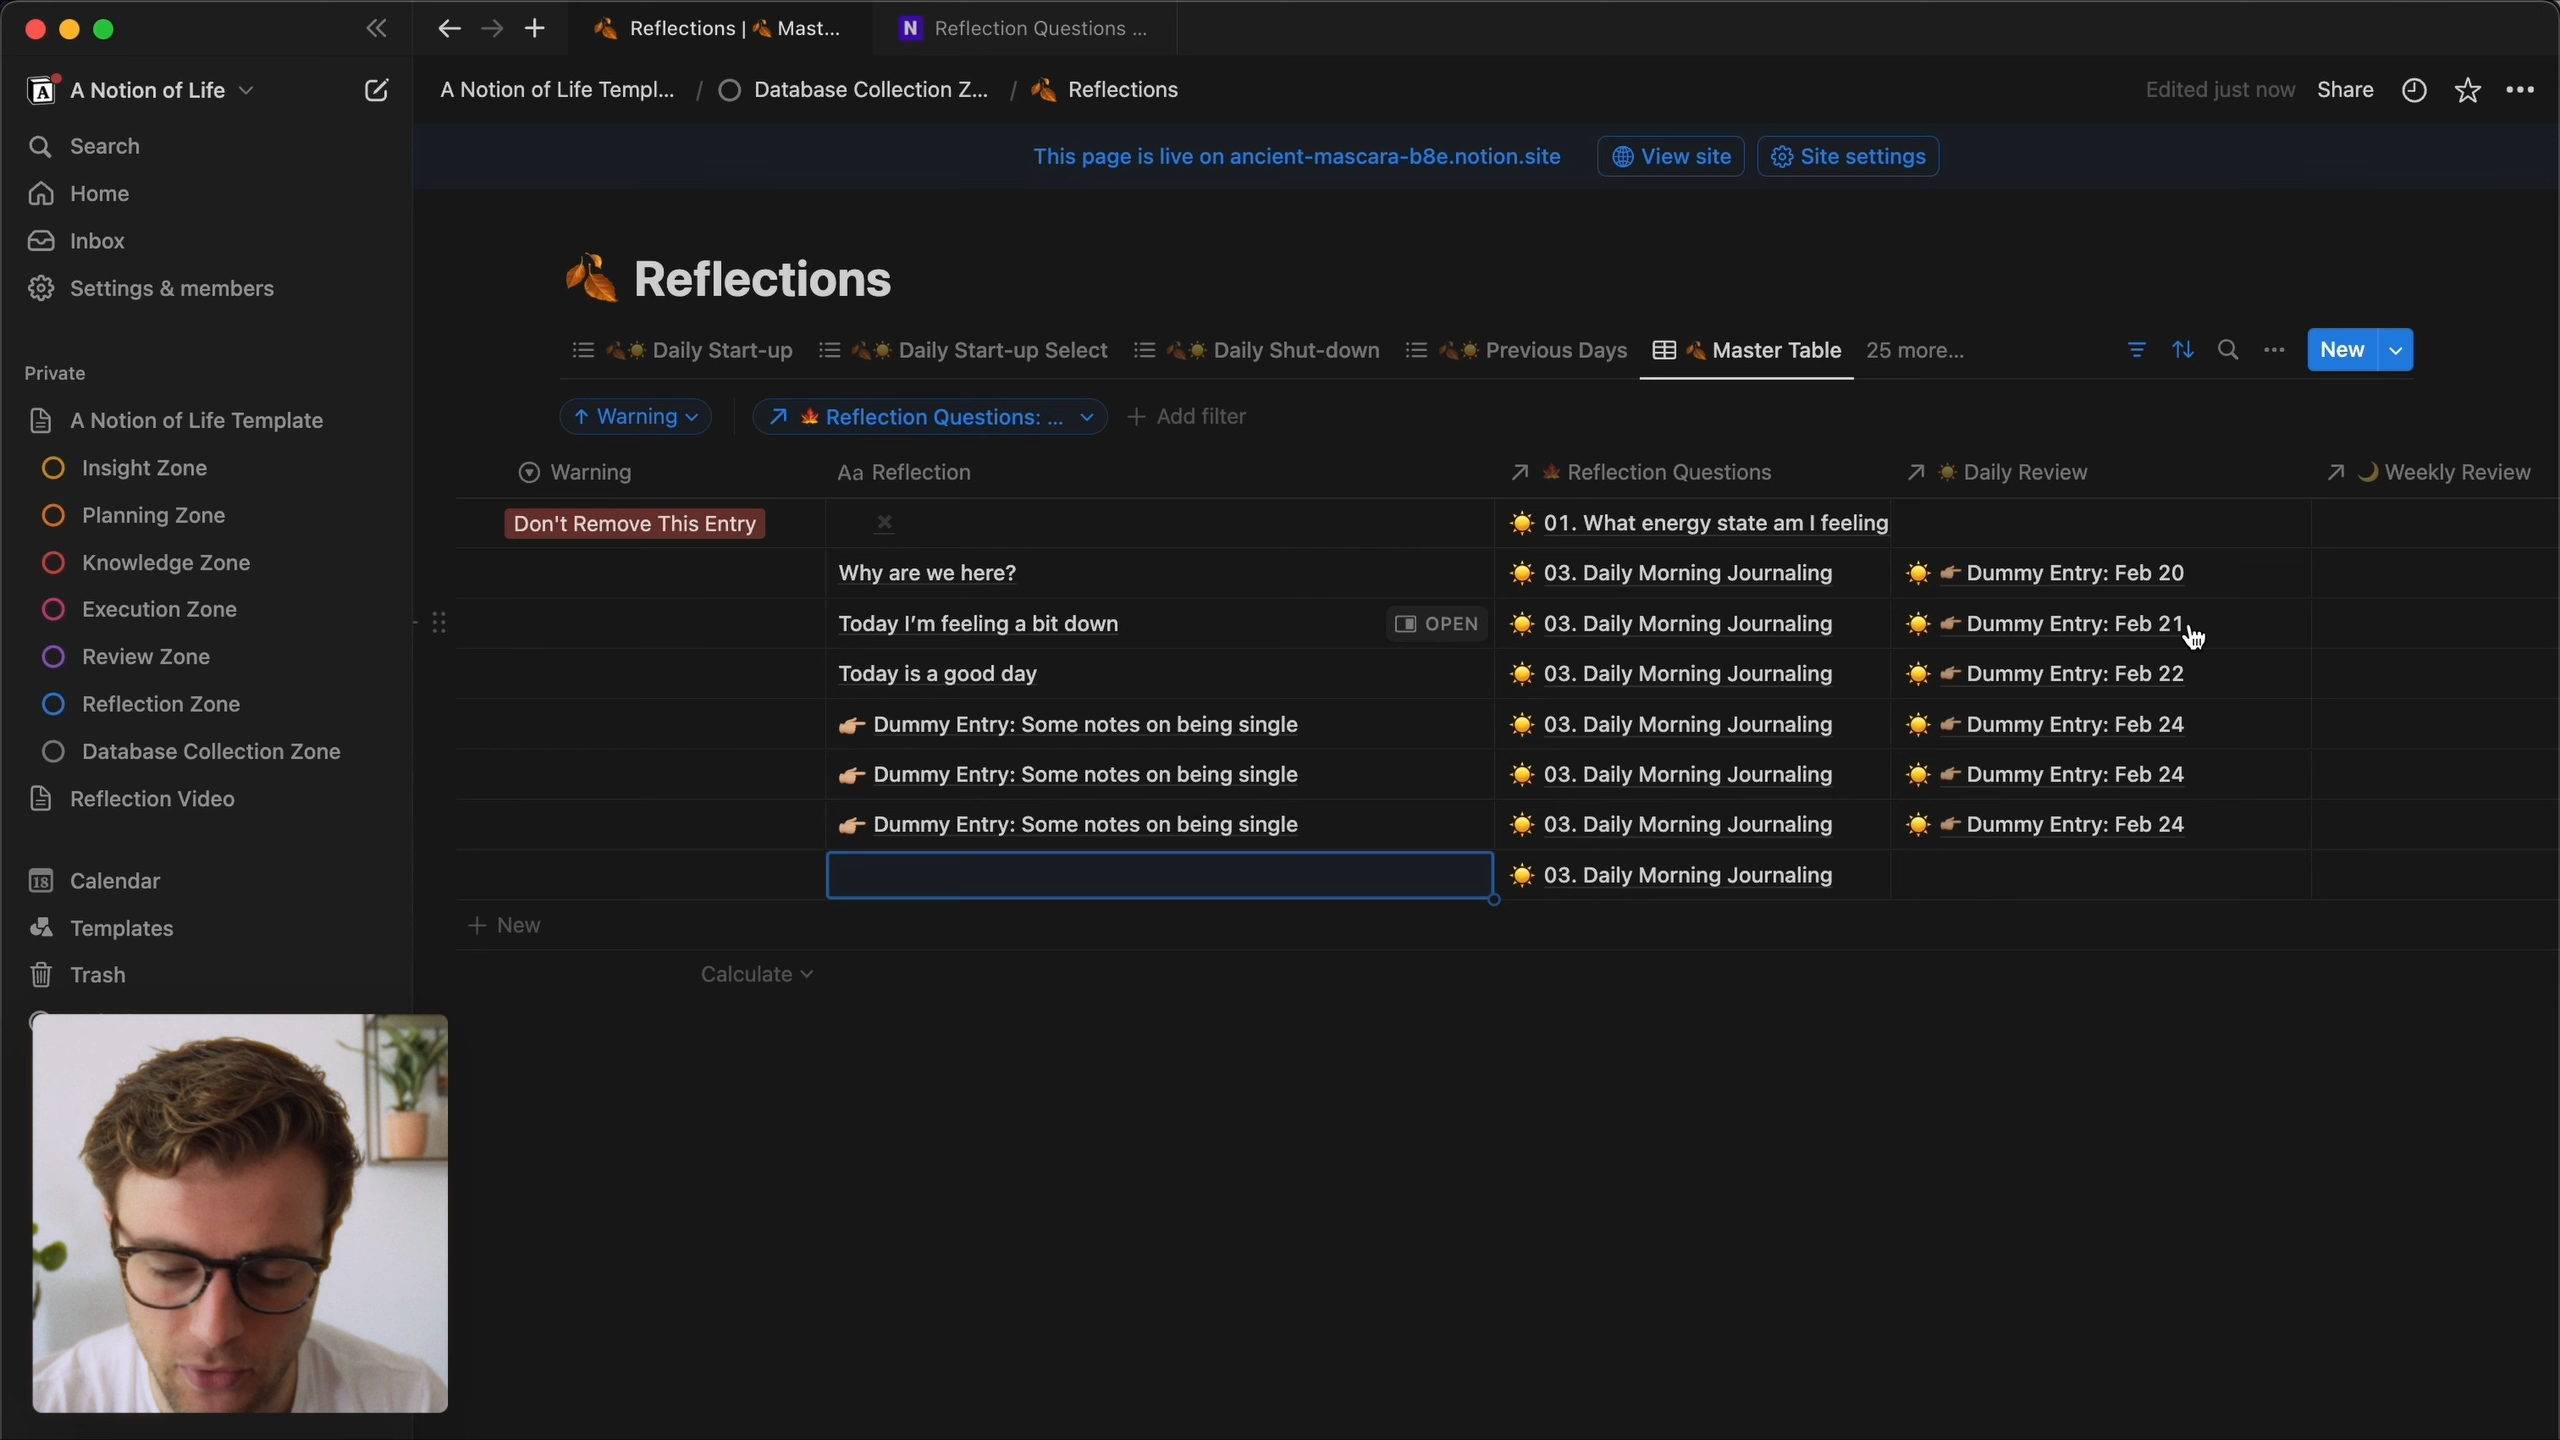 Reflections | Mast...
N Reflection Questions ...
A Notion of Life
A Notion of Life Templ... / Database Collection Z... / Reflections
Edited just now
Share
Search
Home
Inbox
Settings & members
This page is live on ancient-mascara-b8e.notion.site
View site
Site settings
Private
A Notion of Life Template
Insight Zone
Planning Zone
Knowledge Zone
Execution Zone
Review Zone
Reflection Zone
Database Collection Zone
Reflection Video
18 Calendar
Templates
Trash
Reflections
Daily Start-up
Daily Start-up Select
Daily Shut-down
Previous Days
Master Table
25 more...
New
Warning
Reflection Questions: ...
Add filter
Warning Aa Reflection Reflection Questions Daily Review Weekly Review
Don't Remove This Entry 01. What energy state am I feeling
Why are we here? 03. Daily Morning Journaling Dummy Entry: Feb 20
Today I'm feeling a bit down OPEN 03. Daily Morning Journaling Dummy Entry: Feb 21
Today is a good day 03. Daily Morning Journaling Dummy Entry: Feb 22
Dummy Entry: Some notes on being single 03. Daily Morning Journaling Dummy Entry: Feb 24
Dummy Entry: Some notes on being single 03. Daily Morning Journaling Dummy Entry: Feb 24
Dummy Entry: Some notes on being single 03. Daily Morning Journaling Dummy Entry: Feb 24
03. Daily Morning Journaling
New
Calculate